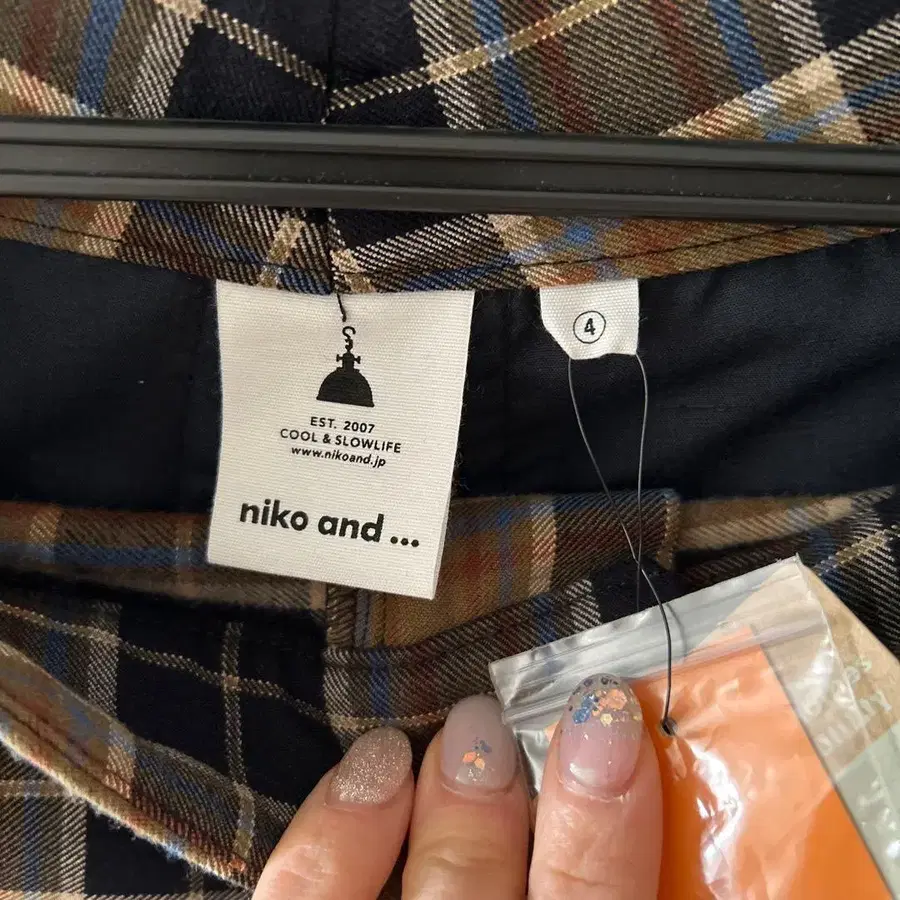 EST. 2007
COOL & SLOWLIFE
www.nikoand.jp
niko and ...
4